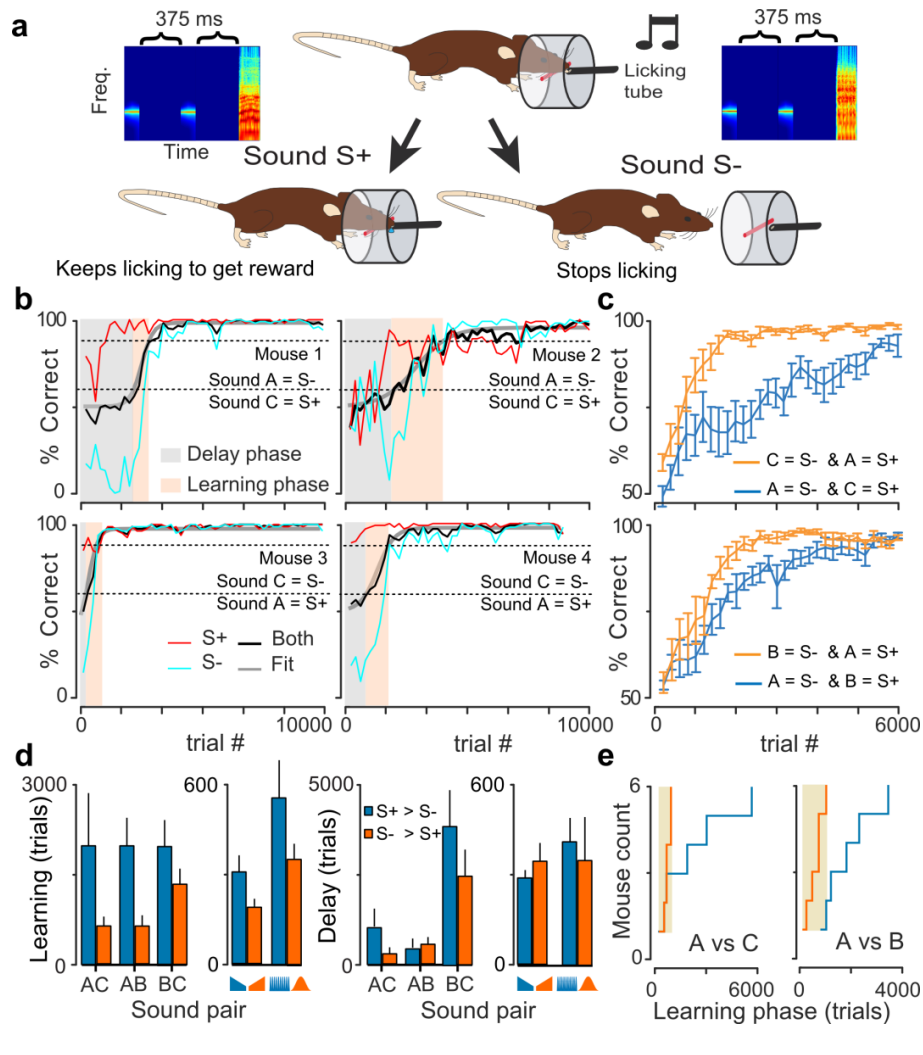 a
375 ms
375 ms
Freq.
Time
Licking
tube
Sound S+
Sound S-
Keeps licking to get reward
Stops licking
b
100
% Correct
0
Mouse 1
Sound A = S-
Sound C = S+
Delay phase
Learning phase
Mouse 2
Sound A = S-
Sound C = S+
100
% Correct
0
Mouse 3
Sound C = S-
Sound A = S+
S+
Both
S-
Fit
Mouse 4
Sound C = S-
Sound A = S+
0
10000
0
10000
trial #
trial #
c
100
% Correct
50
C = S- & A = S+
A = S- & C = S+
100
% Correct
50
B = S- & A = S+
A = S- & B = S+
0
6000
trial #
d
Learning (trials)
3000
0
AC
AB
BC
600
0
Sound pair
Delay (trials)
5000
0
S+ > S-
S- > S+
AC
AB
BC
600
0
Sound pair
e
Mouse count
6
0
A vs C
A vs B
0
6000
0
4000
Learning phase (trials)